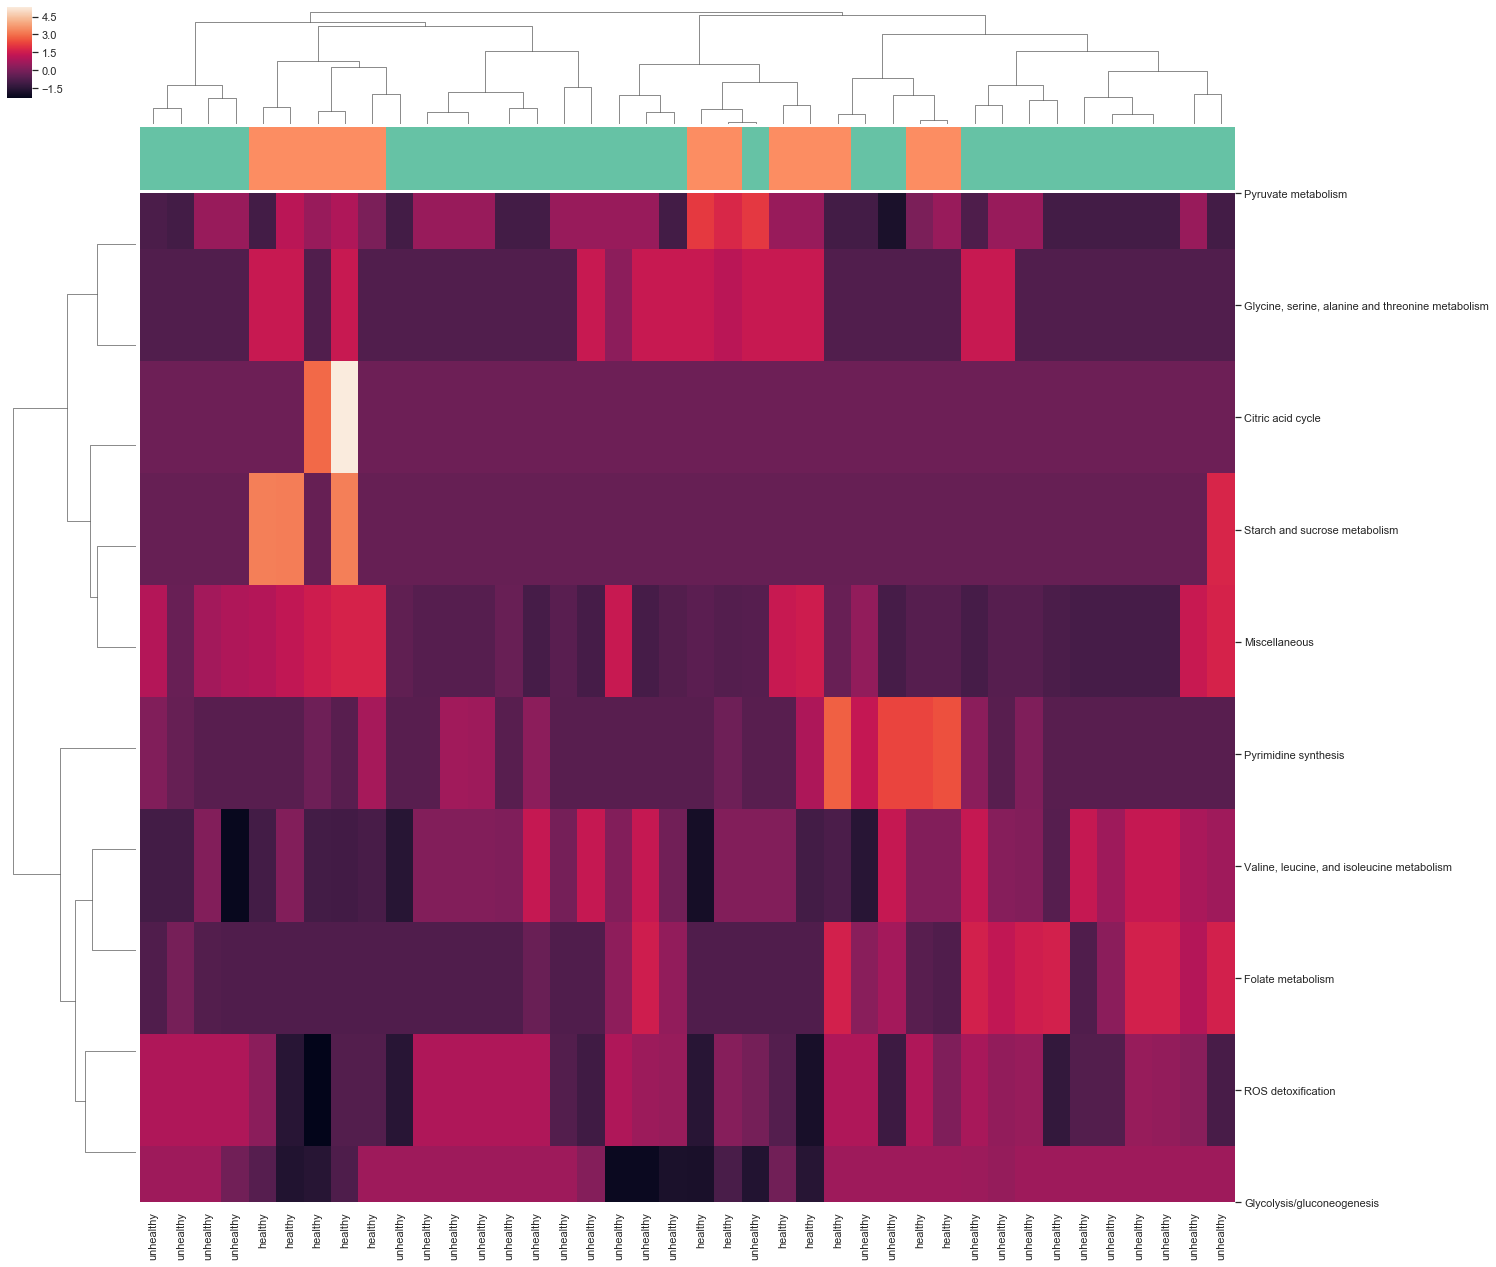 4.5
3.0
1.5
0.0
−1.5
Pyruvate metabolism
Glycine, serine, alanine and threonine metabolism
Citric acid cycle
Starch and sucrose metabolism
Miscellaneous
Pyrimidine synthesis
Valine, leucine, and isoleucine metabolism
Folate metabolism
ROS detoxification
Glycolysis/gluconeogenesis
unhealthy
unhealthy
unhealthy
unhealthy
healthy
healthy
healthy
healthy
healthy
unhealthy
unhealthy
unhealthy
unhealthy
unhealthy
unhealthy
unhealthy
unhealthy
unhealthy
unhealthy
unhealthy
healthy
healthy
unhealthy
healthy
healthy
healthy
unhealthy
unhealthy
healthy
healthy
unhealthy
unhealthy
unhealthy
unhealthy
unhealthy
unhealthy
unhealthy
unhealthy
unhealthy
unhealthy